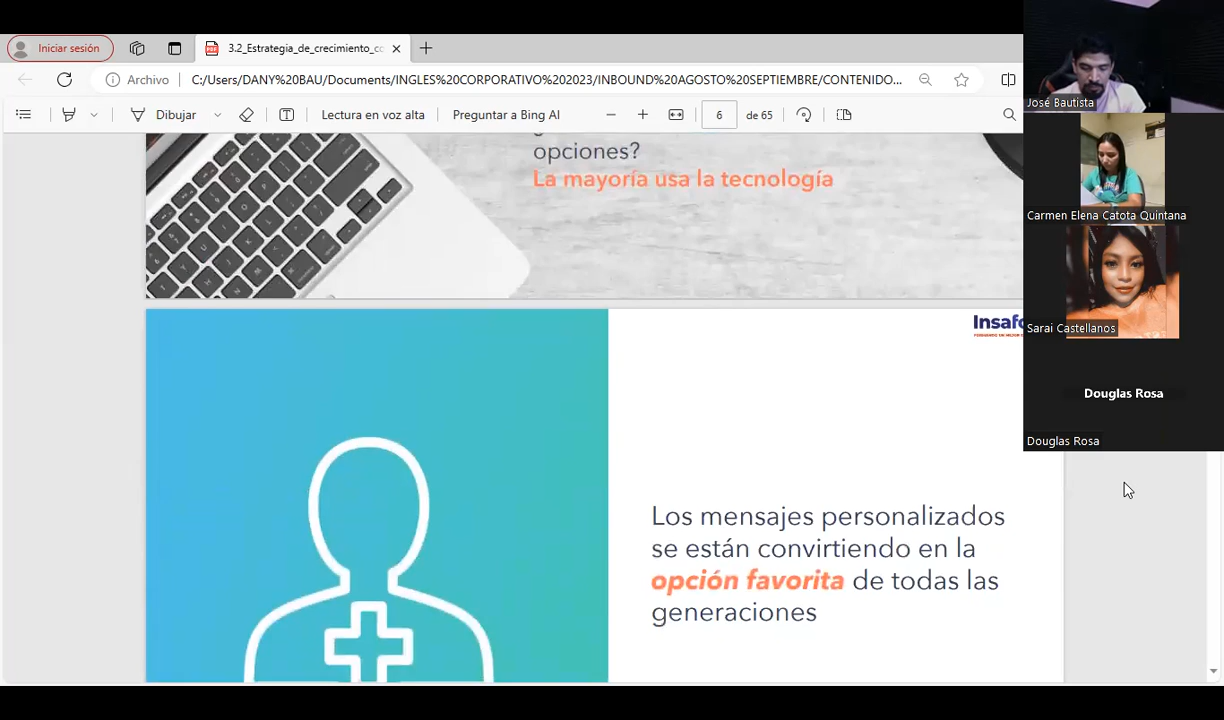 Iniciar sesión
3.2_Estrategia_de_crecimiento_cc
Archivo
C:/Users/DANY%20BAU/Documents/INGLES%20CORPORATIVO%202023/INBOUND%20AGOSTO%20SEPTIEMBRE/CONTENIDO...
Dibujar
Lectura en voz alta
Preguntar a Bing AI
6
de 65
opciones?
La mayoría usa la tecnología
Insafo
Los mensajes personalizados
se están convirtiendo en la
opción favorita de todas las
generaciones
José Bautista
Carmen Elena Catota Quintana
Sarai Castellanos
Douglas Rosa
Douglas Rosa